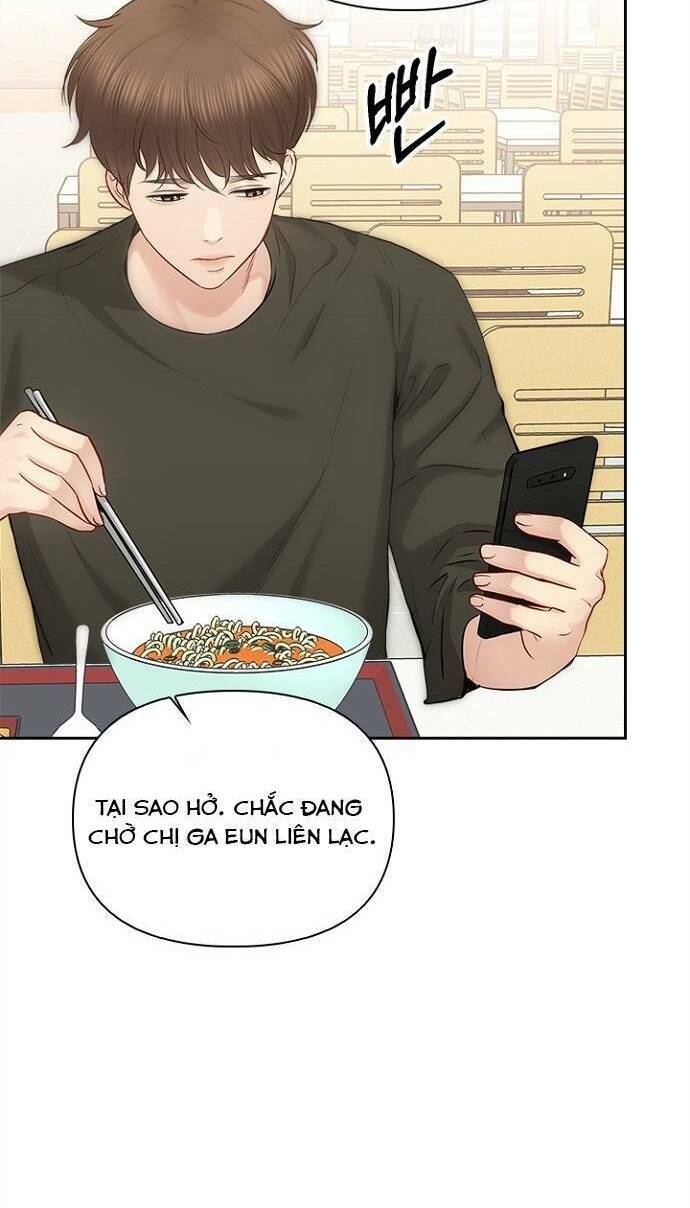 빤
TẠI SAO HỞ. CHẮC ĐANG
CHỜ CHỊ GA EUN LIÊN LẠC.